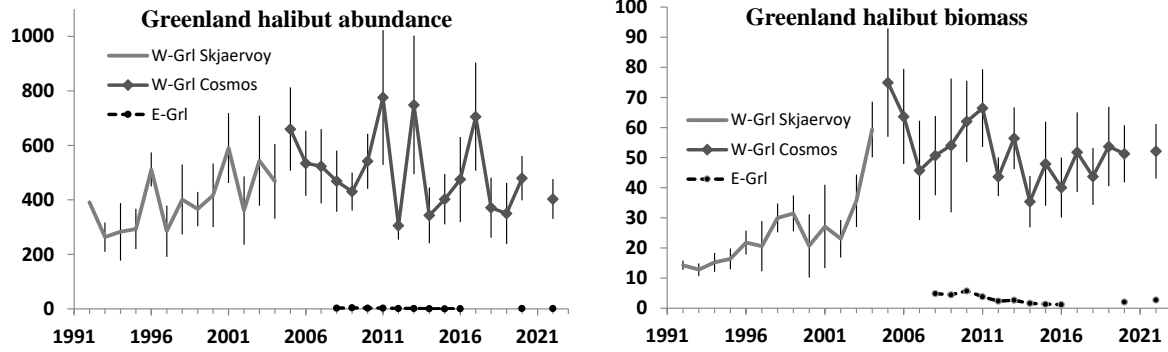 Greenland halibut abundance
1000
800
600
400
200
0
W-Grl Skjaervoy
W-Grl Cosmos
E-Grl
1991 1996 2001 2006 2011 2016 2021
Greenland halibut biomass
100
90
80
70
60
50
40
30
20
10
0
W-Grl Skjaervoy
W-Grl Cosmos
E-Grl
1991 1996 2001 2006 2011 2016 2021